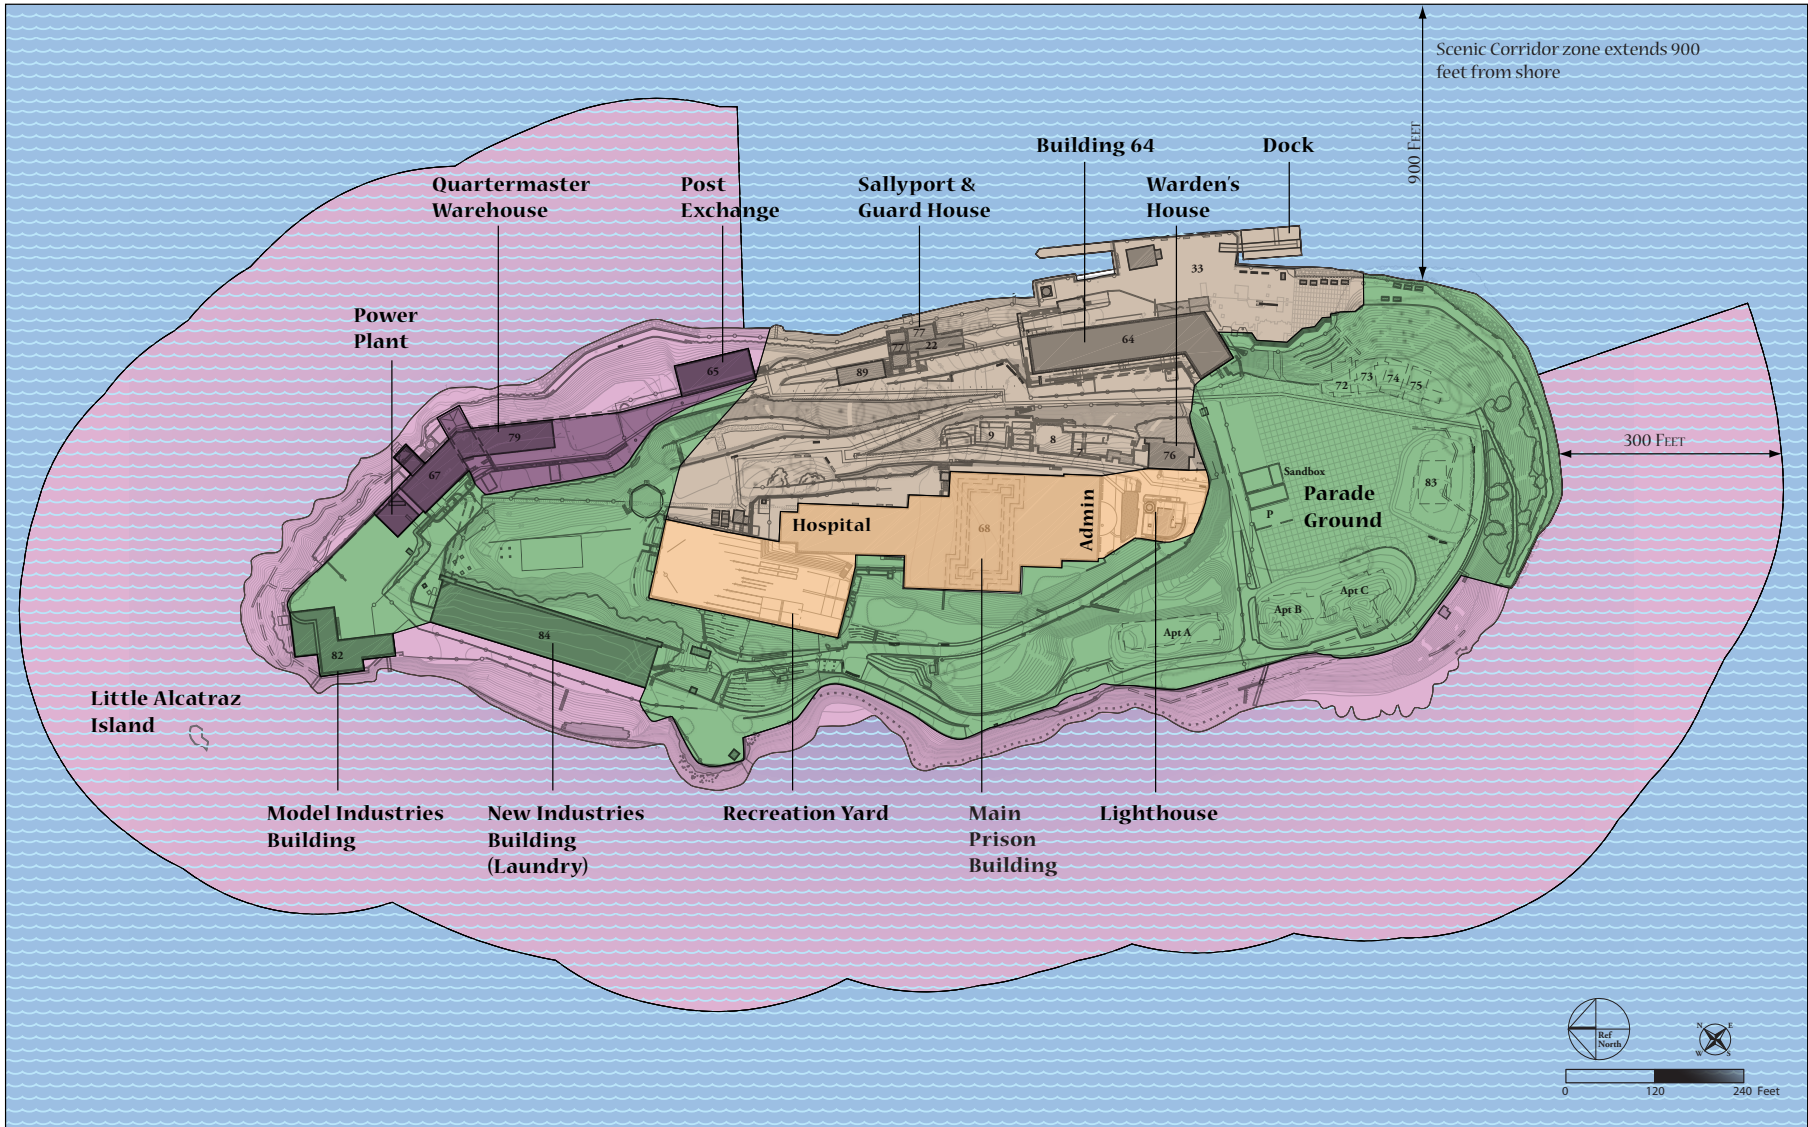 Scenic Corridor zone extends 900
feet from shore
900 Feet
Building 64
Dock
Quartermaster
Warehouse
Post
Exchange
Sallyport &
Guard House
Warden's
House
33
Power
Plant
77
77
22
64
65
89
72
73
74
75
79
9
8
7
76
300 Feet
67
Sandbox
83
Parade
Ground
P
Hospital
68
Admin
Apt C
Apt B
Apt A
84
82
Little Alcatraz
Island
Model Industries
Building
New Industries
Building
(Laundry)
Recreation Yard
Main
Prison
Building
Lighthouse
Ref
North
N
E
W
S
0
120
240 Feet